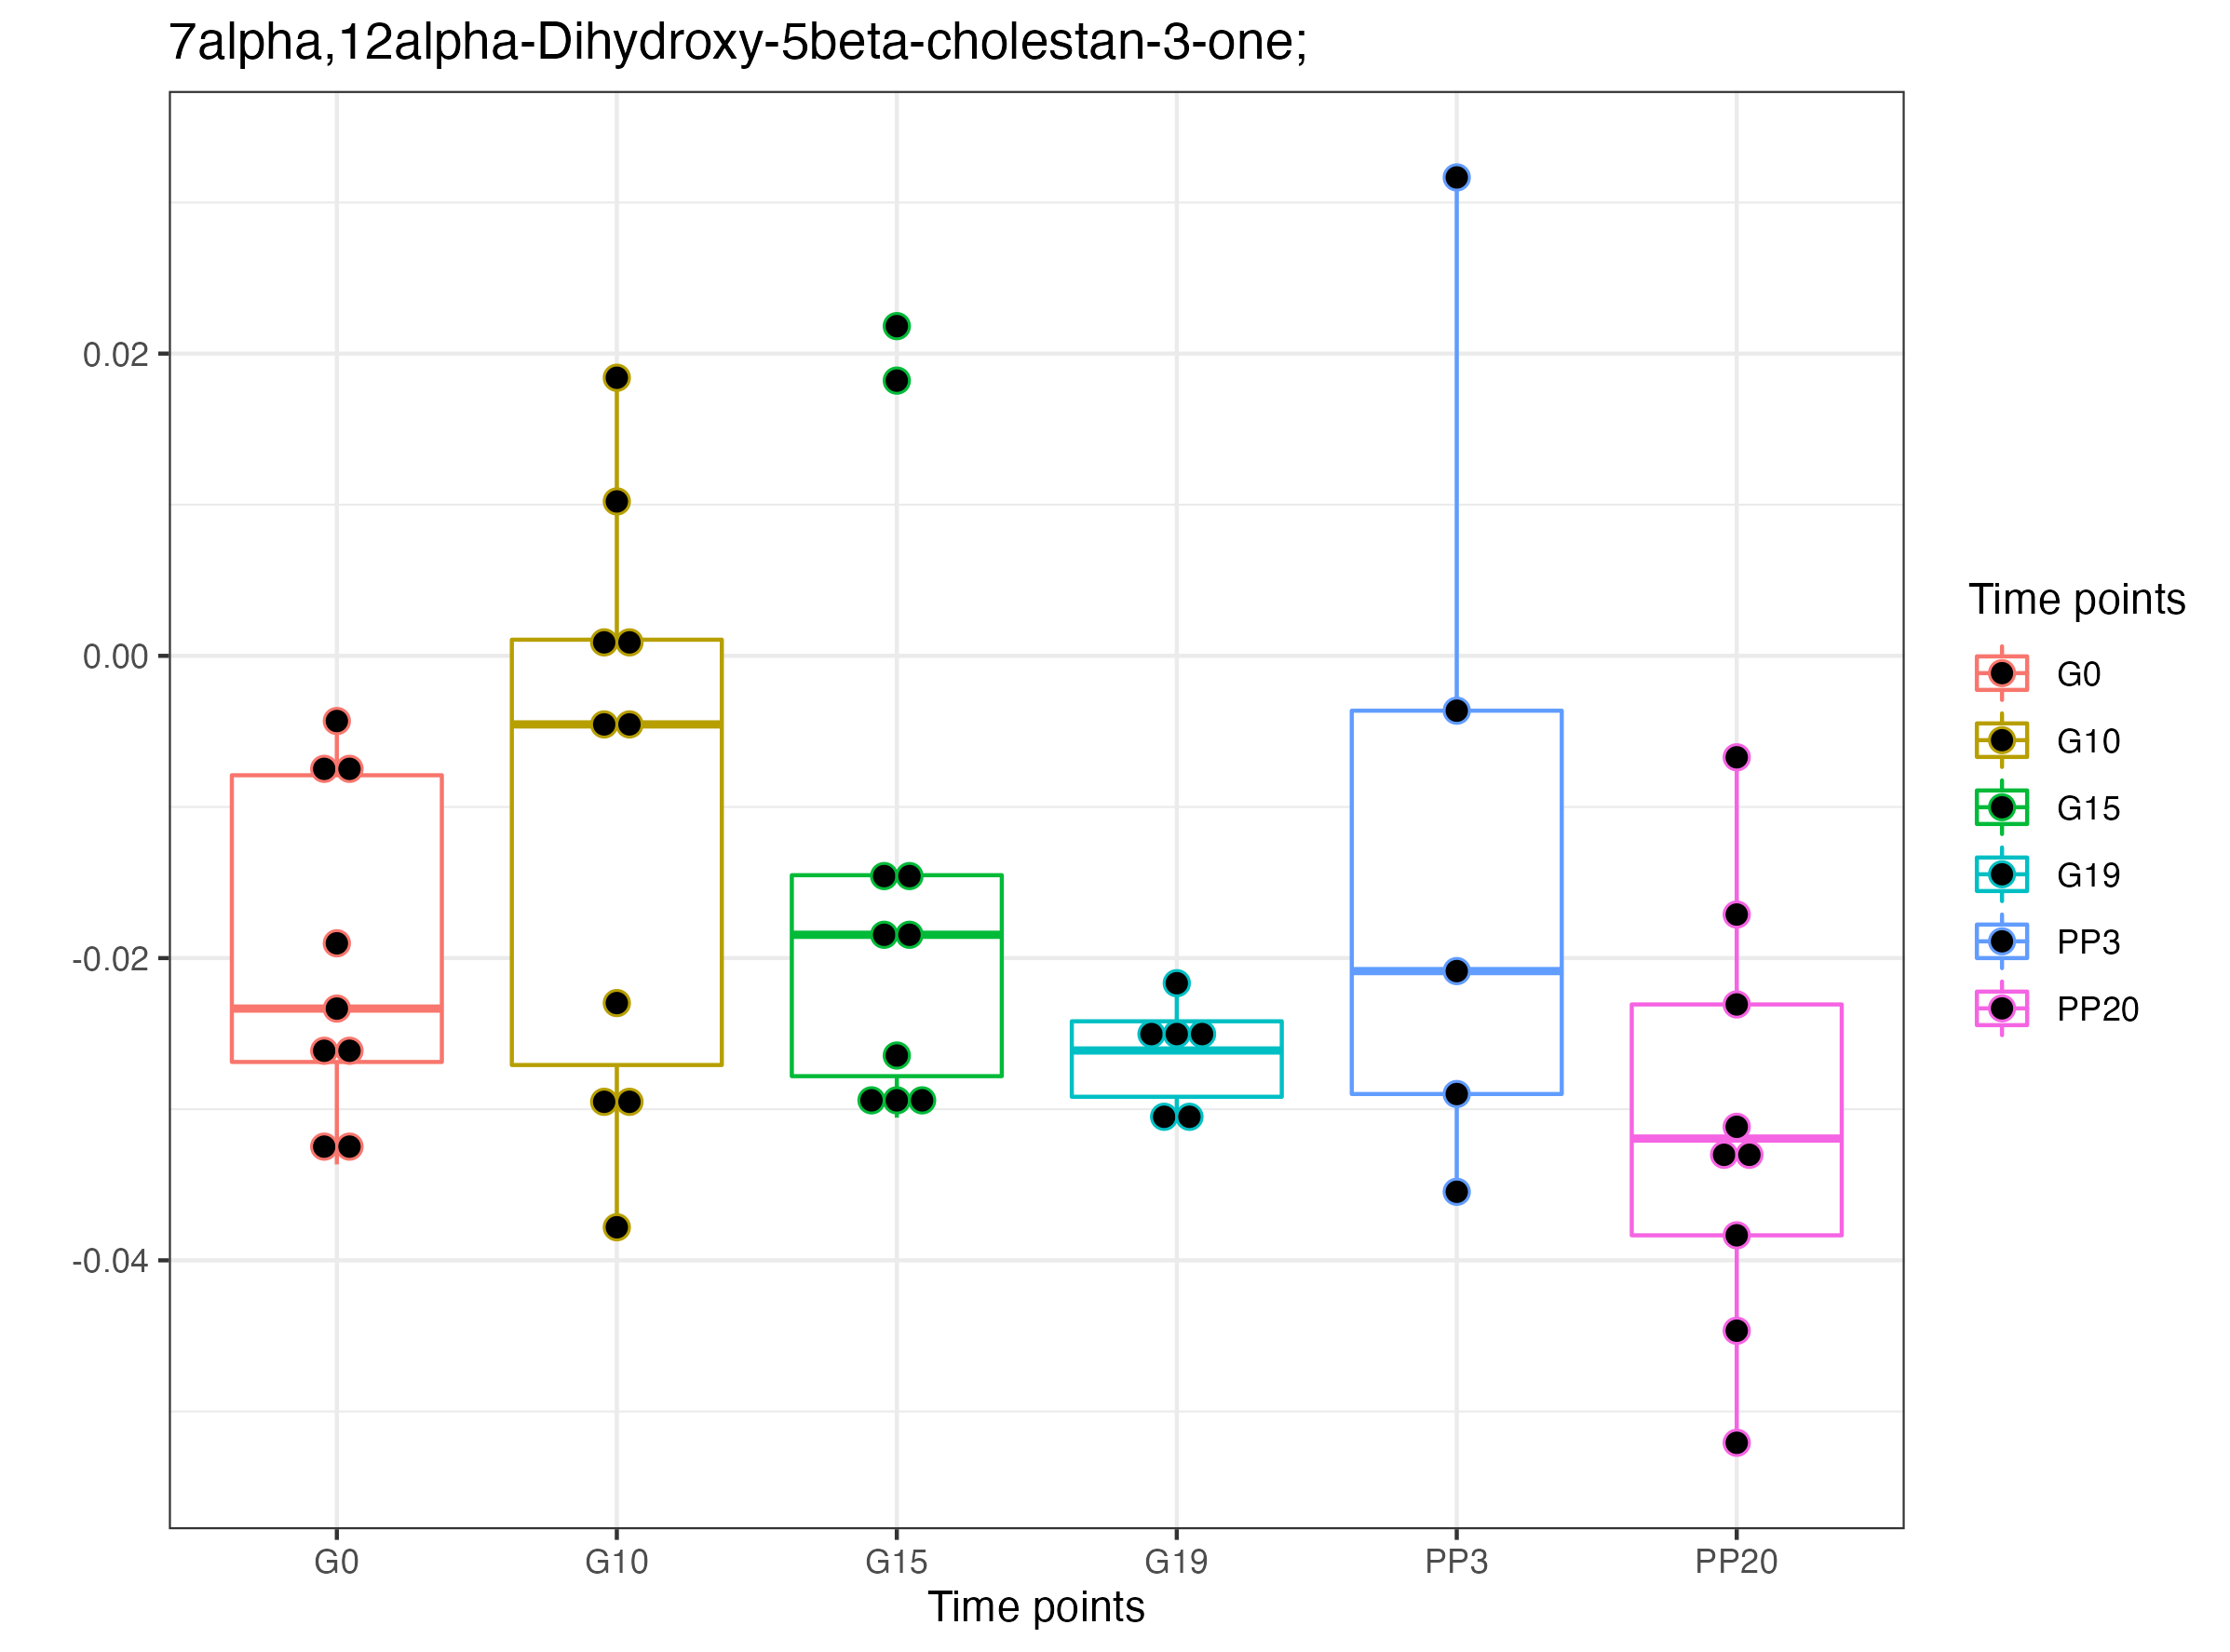 7alpha,12alpha-Dihydroxy-5beta-cholestan-3-one;
0.02
0.00
-0.02
-0.04
G0 G10 G15 G19 PP3 PP20
Time points
Time points
G0
G10
G15
G19
PP3
PP20